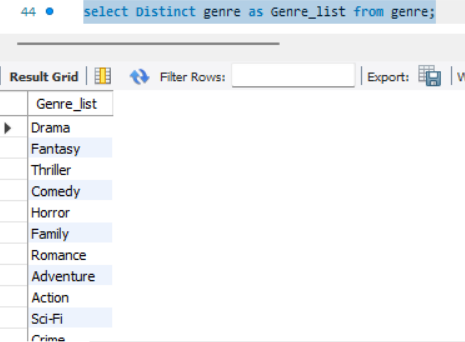 44 select Distinct genre as Genre_list from genre;
Result Grid Filter Rows: Export:
Genre_list
Drama
Fantasy
Thriller
Comedy
Horror
Family
Romance
Adventure
Action
Sci-Fi
Crime